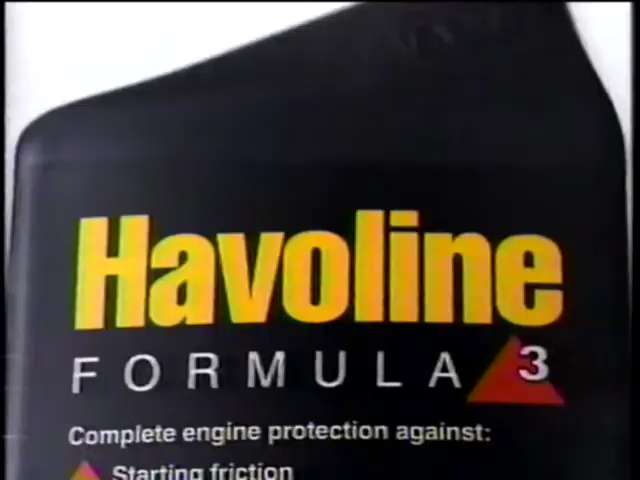 Havoline
FORMULA 3
Complete engine protection against:
Starting friction